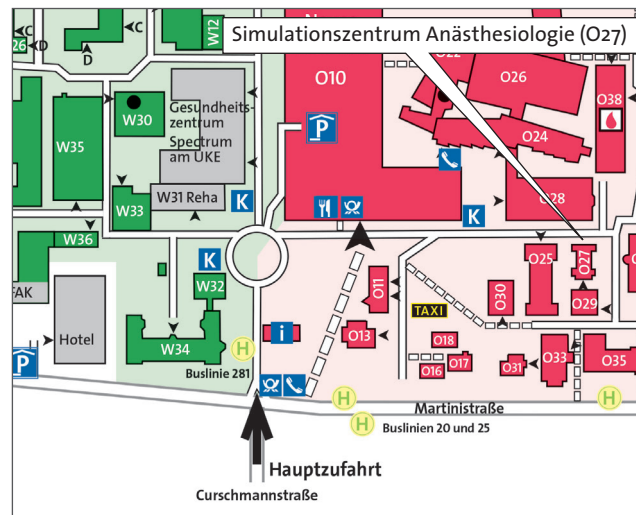 C
26
D
D
W12
Simulationszentrum Anästhesiologie (O27)
O10
O26
O38
W30
Gesundheits-
zentrum
Spectrum
am UKE
P
W35
O24
W31 Reha
K
W33
O28
K
W36
K
O25
O27
W32
O11
O30
O29
TAXI
FAK
Hotel
i
O13
O18
W34
H
O16
O17
O31
O33
O35
P
Buslinie 281
H
H
Martinistraße
H
Buslinien 20 und 25
Hauptzufahrt
Curschmannstraße